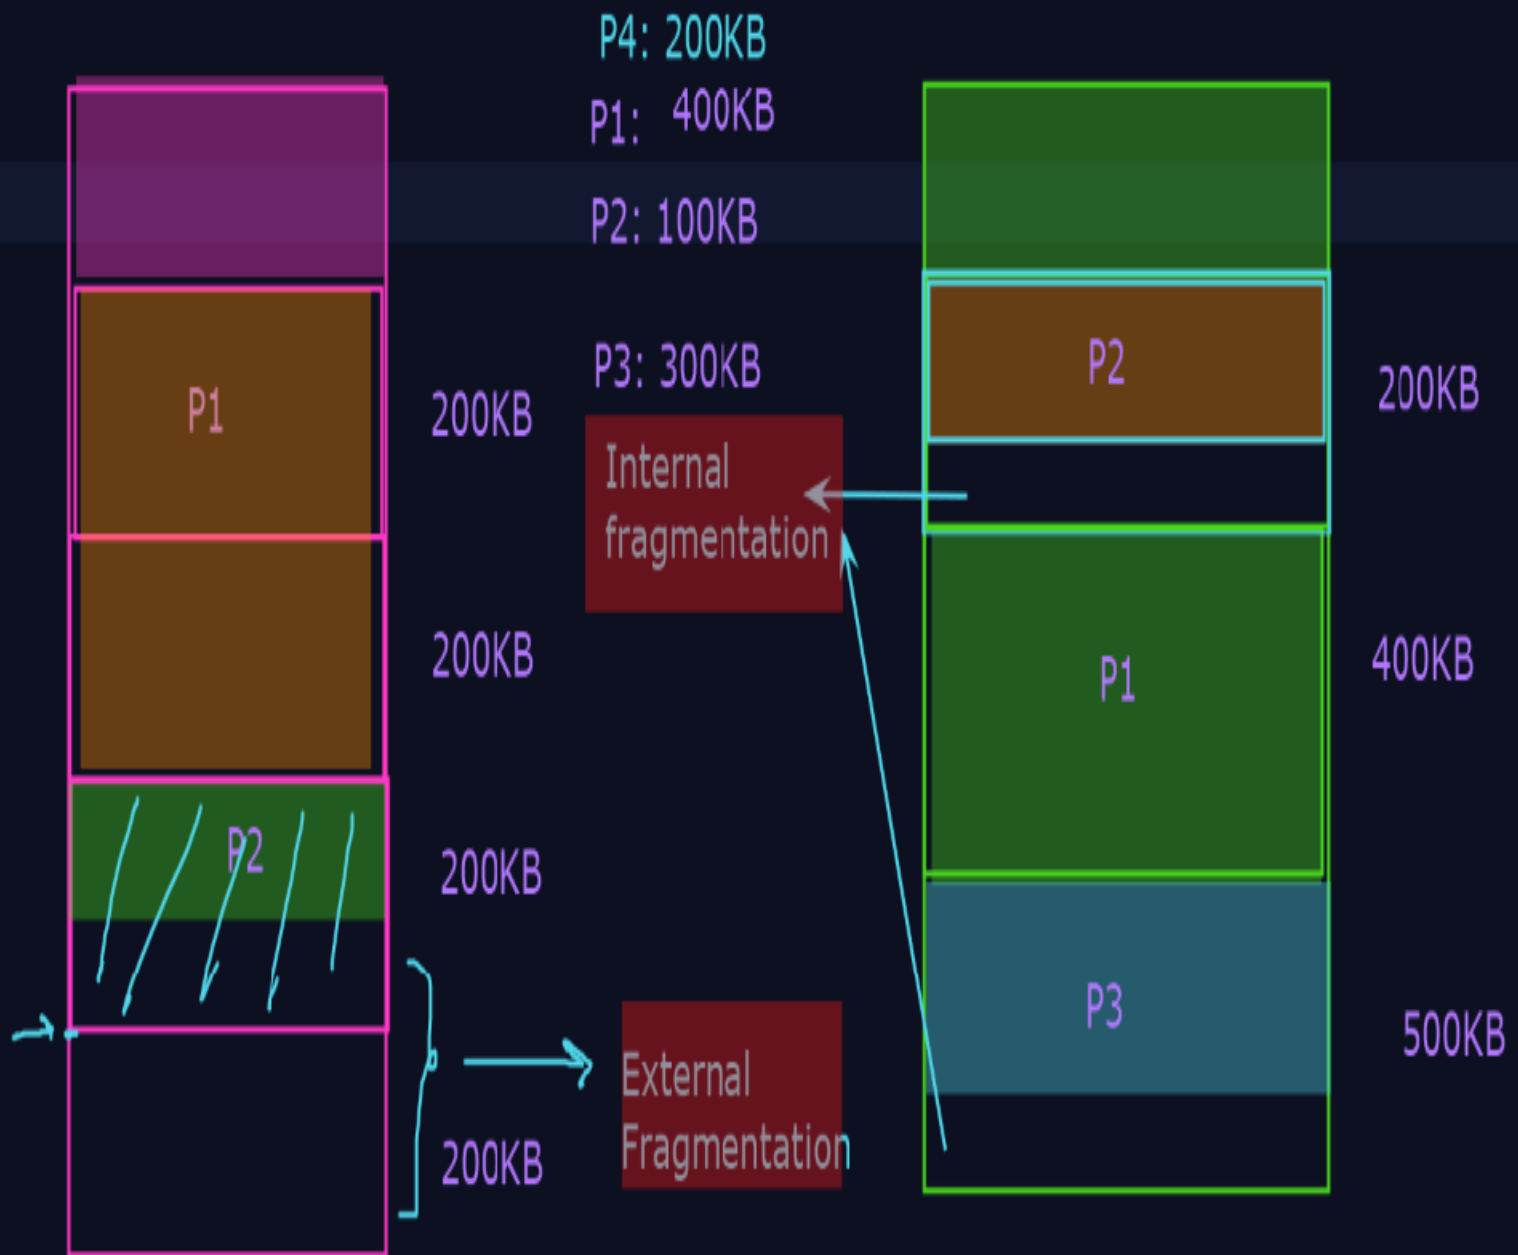 P4: 200KB
P1: 400KB
P2: 100KB
P3: 300KB
P1
200KB
200KB
P2
200KB
200KB
Internal
fragmentation
External
Fragmentation
P2
200KB
P1
400KB
P3
500KB